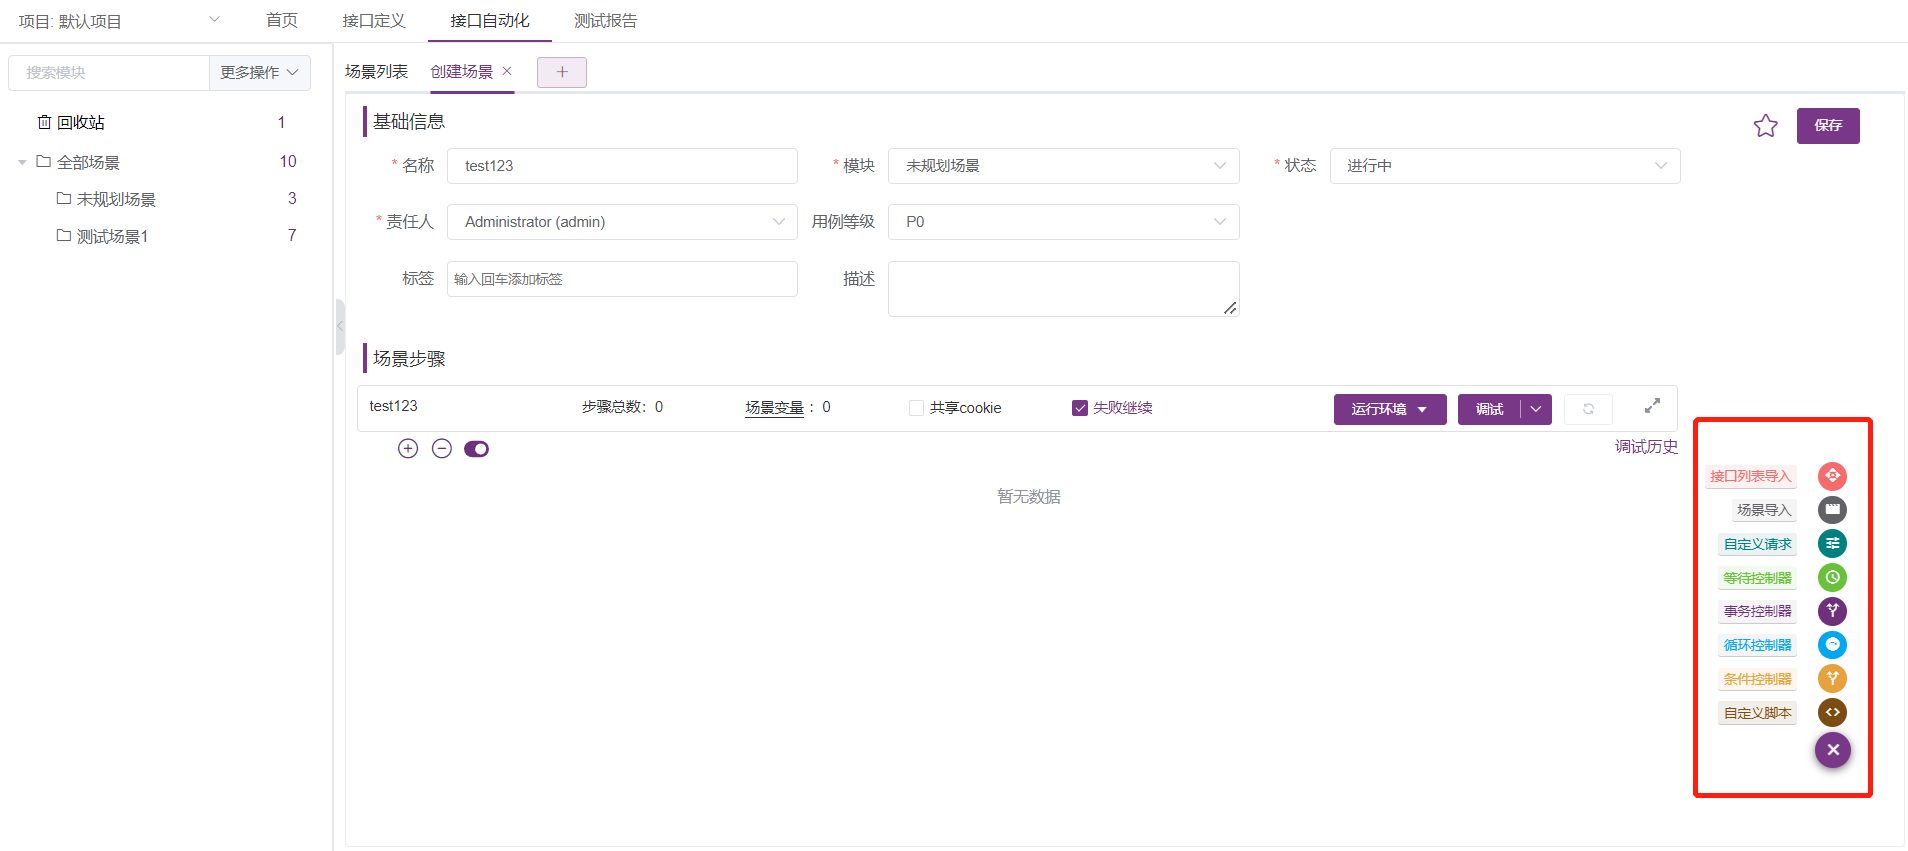 项目: 默认项目
首页
接口定义
接口自动化
测试报告
搜索模块
更多操作
回收站 1
全部场景 10
未规划场景 3
测试场景1 7
场景列表
创建场景
基础信息
保存
* 名称 test123
* 模块 未规划场景
* 状态 进行中
* 责任人 Administrator (admin)
用例等级 P0
标签 输入回车添加标签
描述
场景步骤
test123
步骤总数：0
场景变量 ：0
共享cookie
失败继续
运行环境
调试
调试历史
暂无数据
接口列表导入
场景导入
自定义请求
等待控制器
事务控制器
循环控制器
条件控制器
自定义脚本